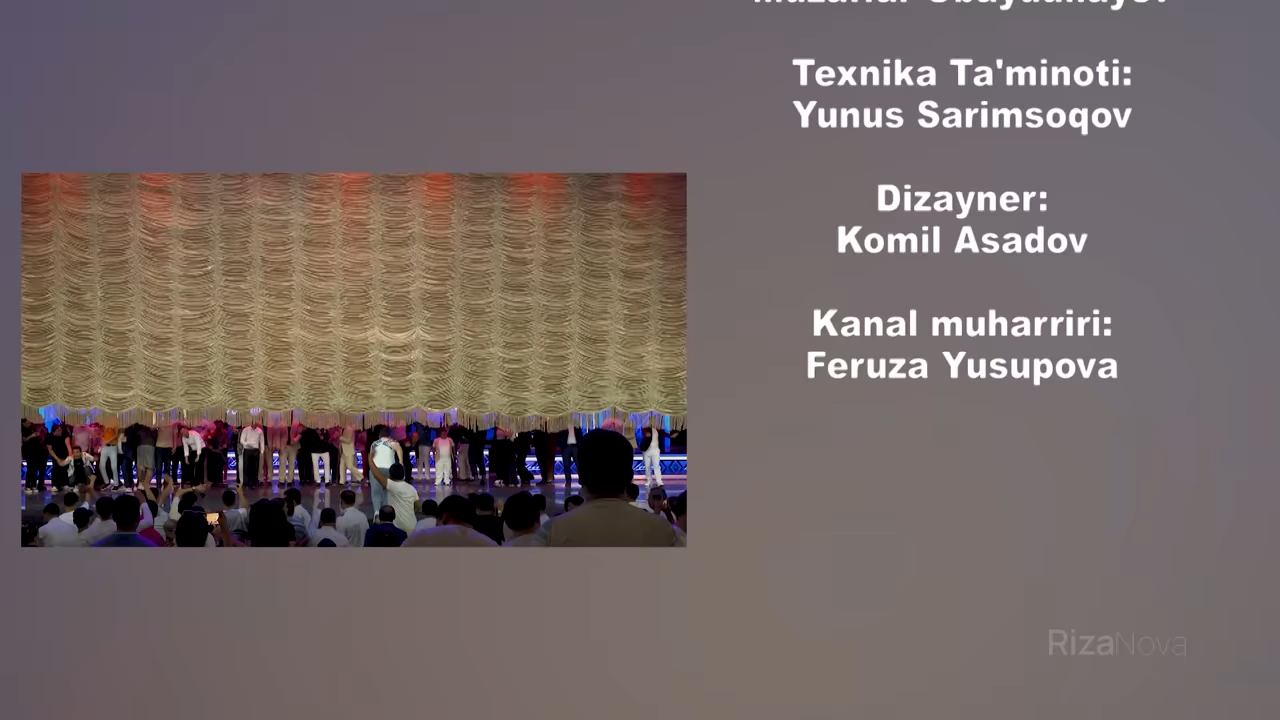 Texnika Ta'minoti:
Yunus Sarimsoqov
Dizayner:
Komil Asadov
Kanal muharriri:
Feruza Yusupova
RizaNova